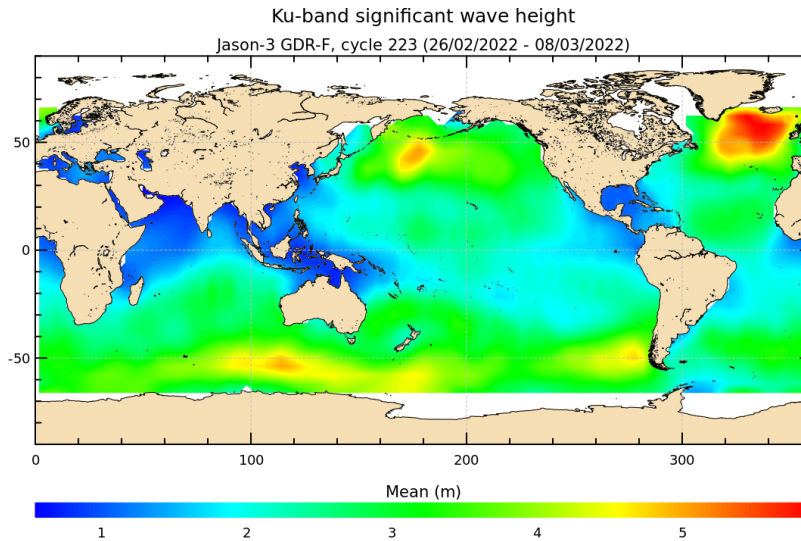 Ku-band significant wave height
Jason-3 GDR-F, cycle 223 (26/02/2022 - 08/03/2022)
50
0
-50
0 100 200 300
Mean (m)
1 2 3 4 5